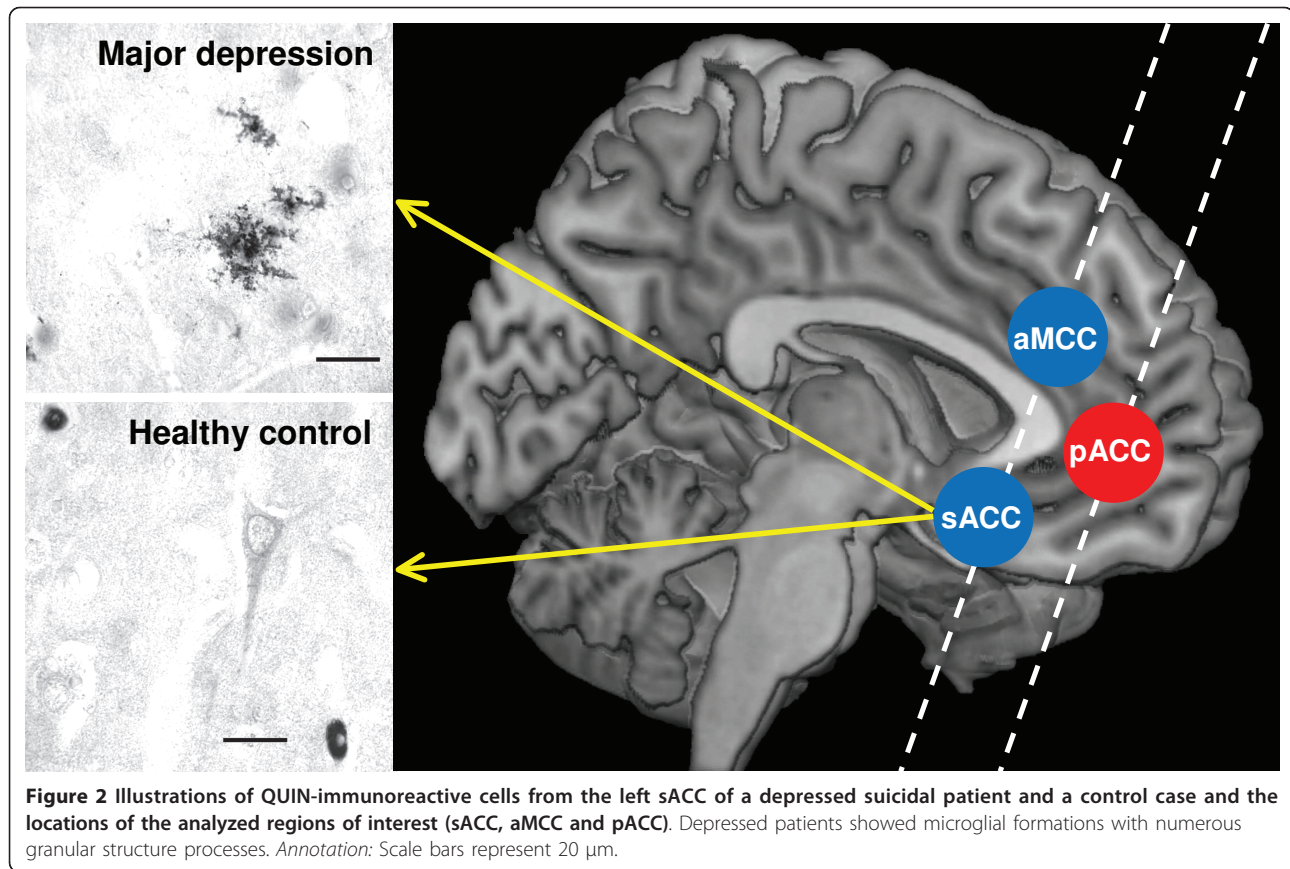 Major depression
Healthy control
aMCC
pACC
sACC
Figure 2 Illustrations of QUIN-immunoreactive cells from the left sACC of a depressed suicidal patient and a control case and the
locations of the analyzed regions of interest (sACC, aMCC and pACC). Depressed patients showed microglial formations with numerous
granular structure processes. Annotation: Scale bars represent 20 μm.